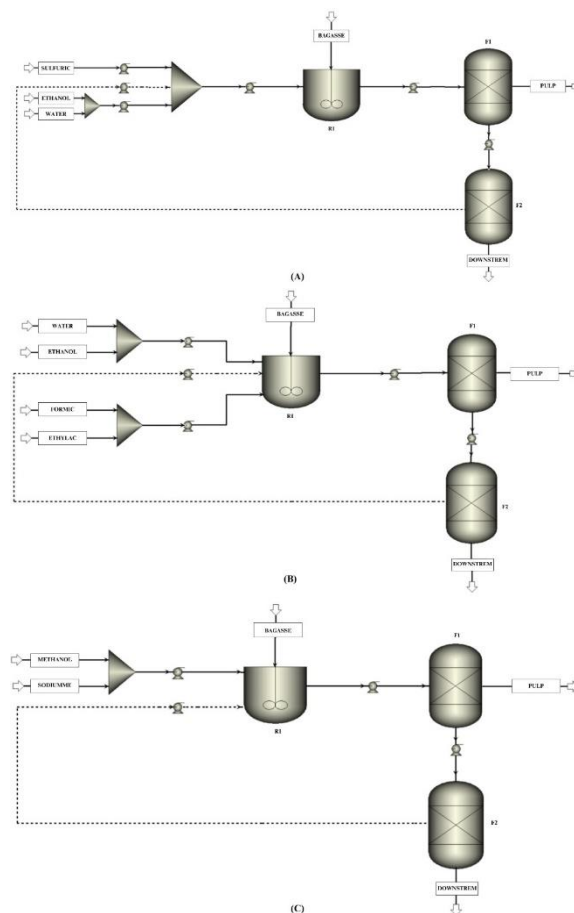 BAGASSE
F1
SULFURIC
ETHANOL
WATER
PULP
R1
F2
DOWNSTREM
(A)
BAGASSE
WATER
F1
ETHANOL
PULP
FORMIC
R1
ETHYLAC
F2
DOWNSTREM
(B)
BAGASSE
F1
METHANOL
SODIUMME
PULP
R1
F2
DOWNSTREM
(C)